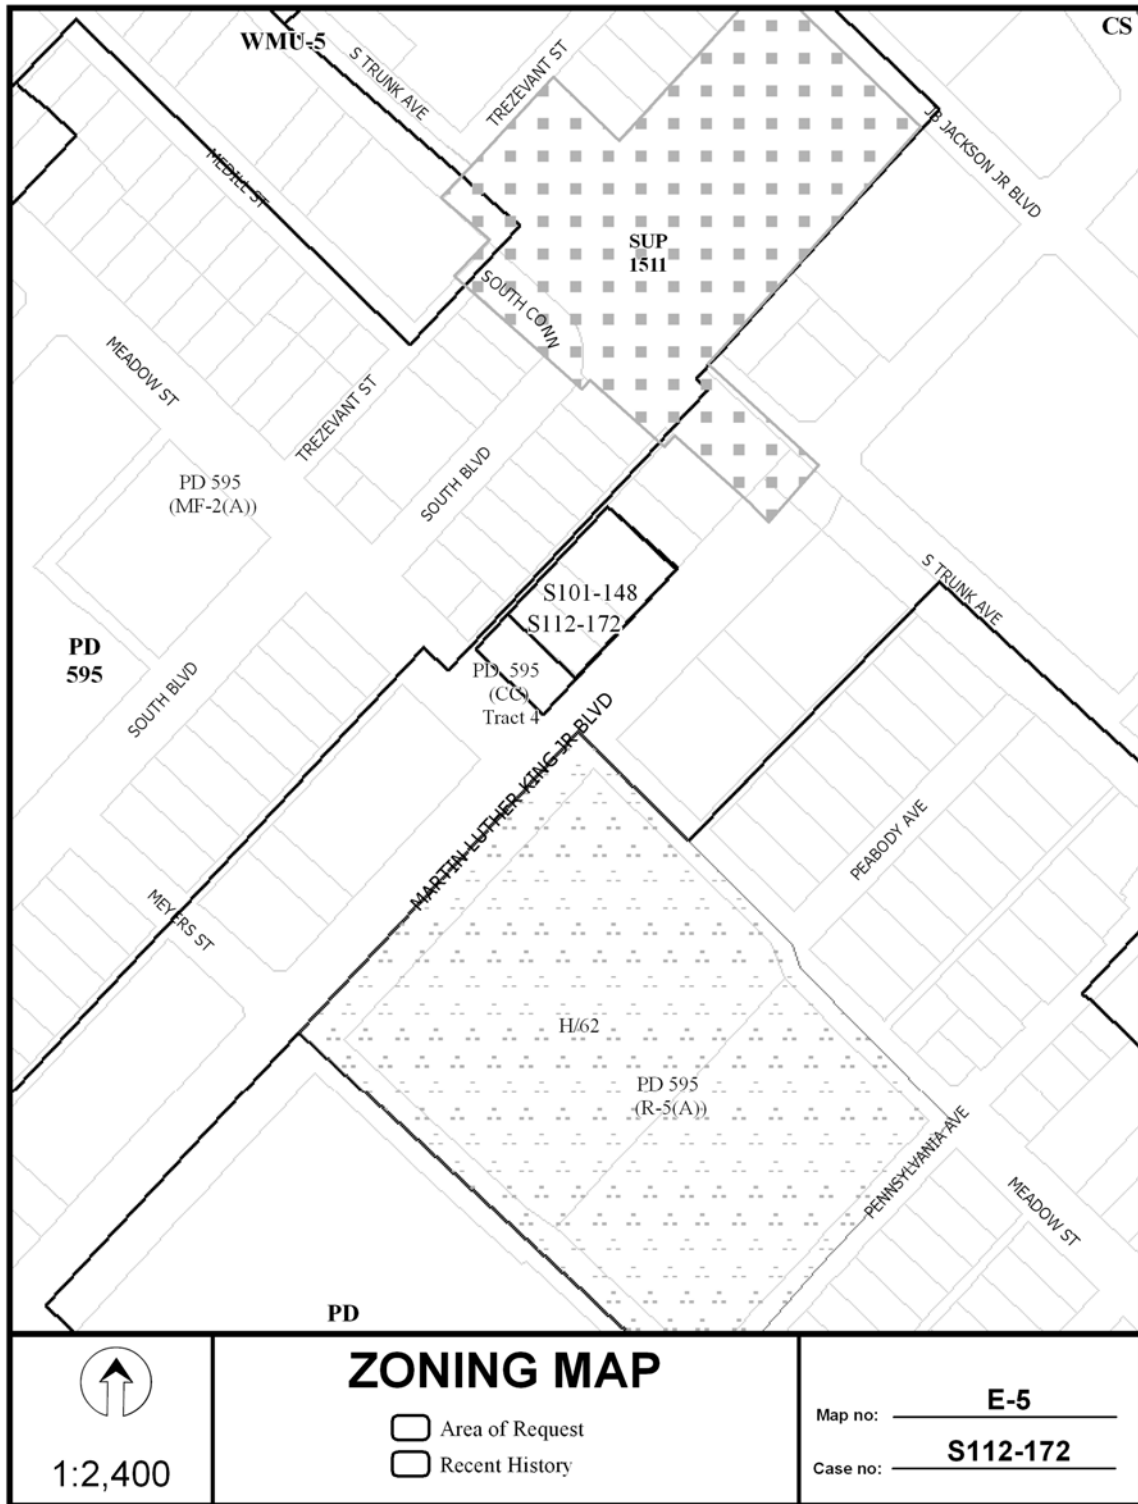 WMU-5
CS
S TRUNK AVE
TREZEVANT ST
JB JACKSON JR BLVD
MEDILL ST
SUP
1511
SOUTH CONN
MEADOW ST
TREZEVANT ST
SOUTH BLVD
PD 595
(MF-2(A))
S TRUNK AVE
S101-148
S112-172
PD
595
PD 595
(CC)
Tract 4
SOUTH BLVD
MARTIN LUTHER KING JR BLVD
PEABODY AVE
MEYERS ST
H/62
PD 595
(R-5(A))
PENNSYLVANIA AVE
MEADOW ST
PD
1:2,400
ZONING MAP
Area of Request
Recent History
Map no: E-5
Case no: S112-172